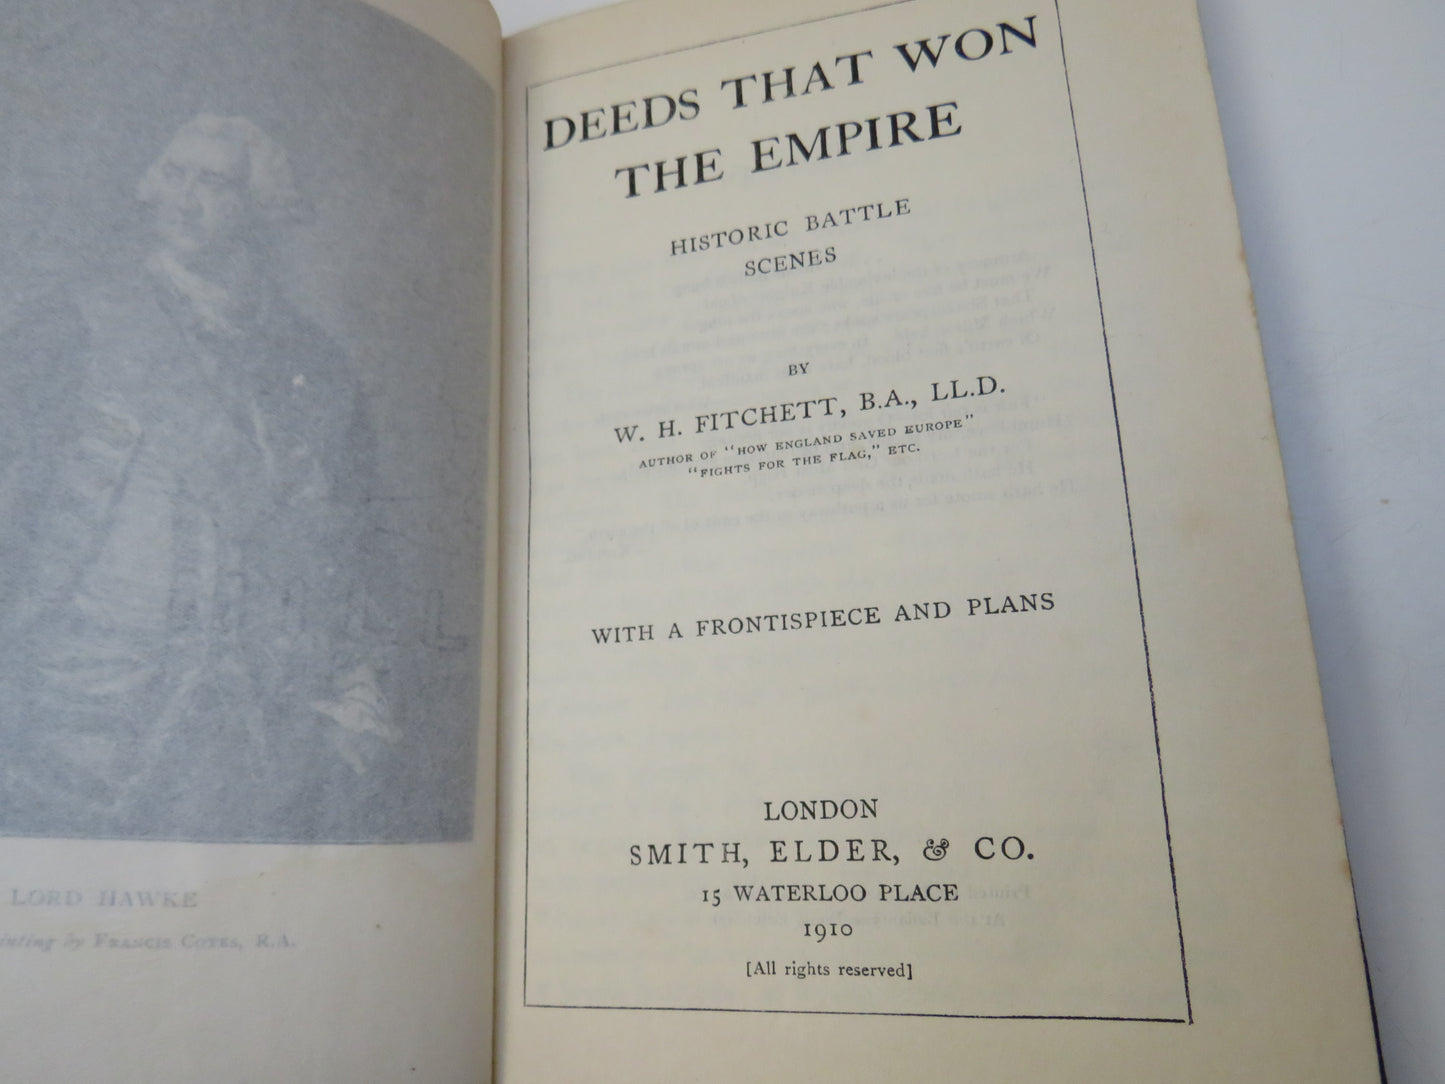 LORD HAWKE
Painting by FRANCIS COTES, R.A.
DEEDS THAT WON
THE EMPIRE
HISTORIC BATTLE
SCENES
BY
W. H. FITCHETT, B.A., LL.D.
AUTHOR OF "HOW ENGLAND SAVED EUROPE"
"FIGHTS FOR THE FLAG," ETC.
WITH A FRONTISPIECE AND PLANS
LONDON
SMITH, ELDER, & CO.
15 WATERLOO PLACE
1910
[All rights reserved]